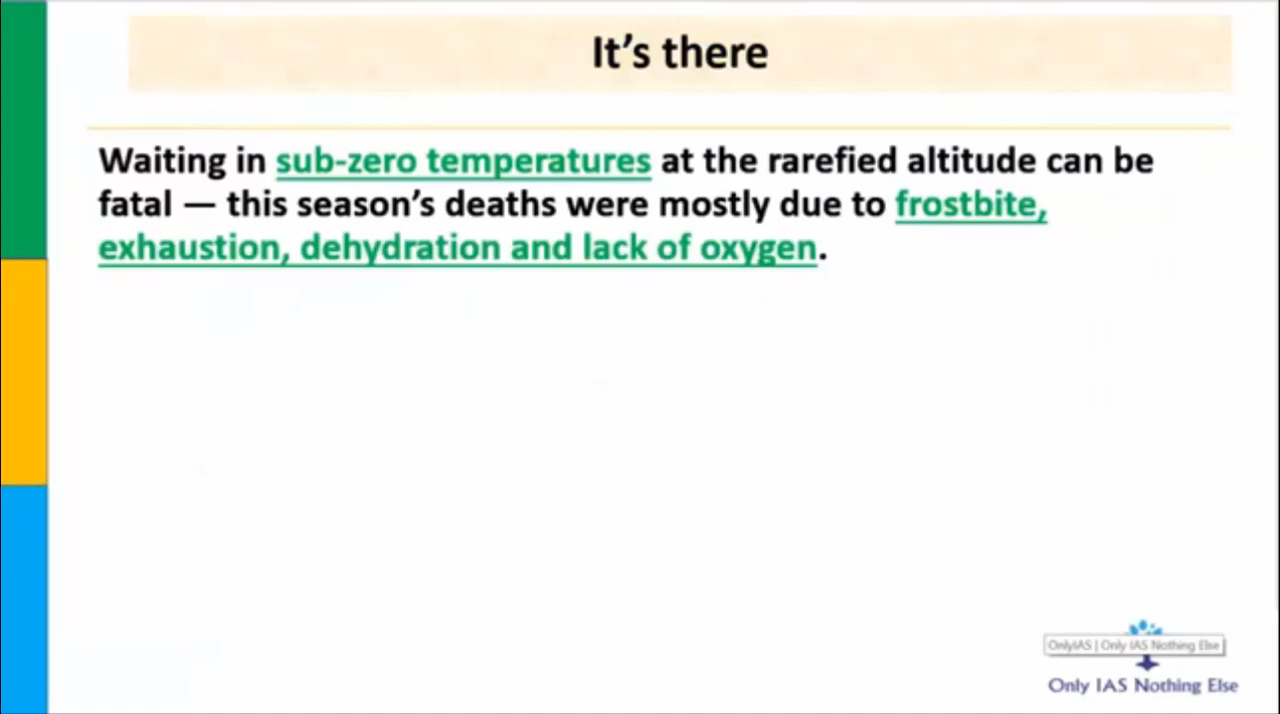 It’s there
Waiting in sub-zero temperatures at the rarefied altitude can be
fatal — this season’s deaths were mostly due to frostbite,
exhaustion, dehydration and lack of oxygen.
OnlyIAS | Only IAS Nothing Else
Only IAS Nothing Else